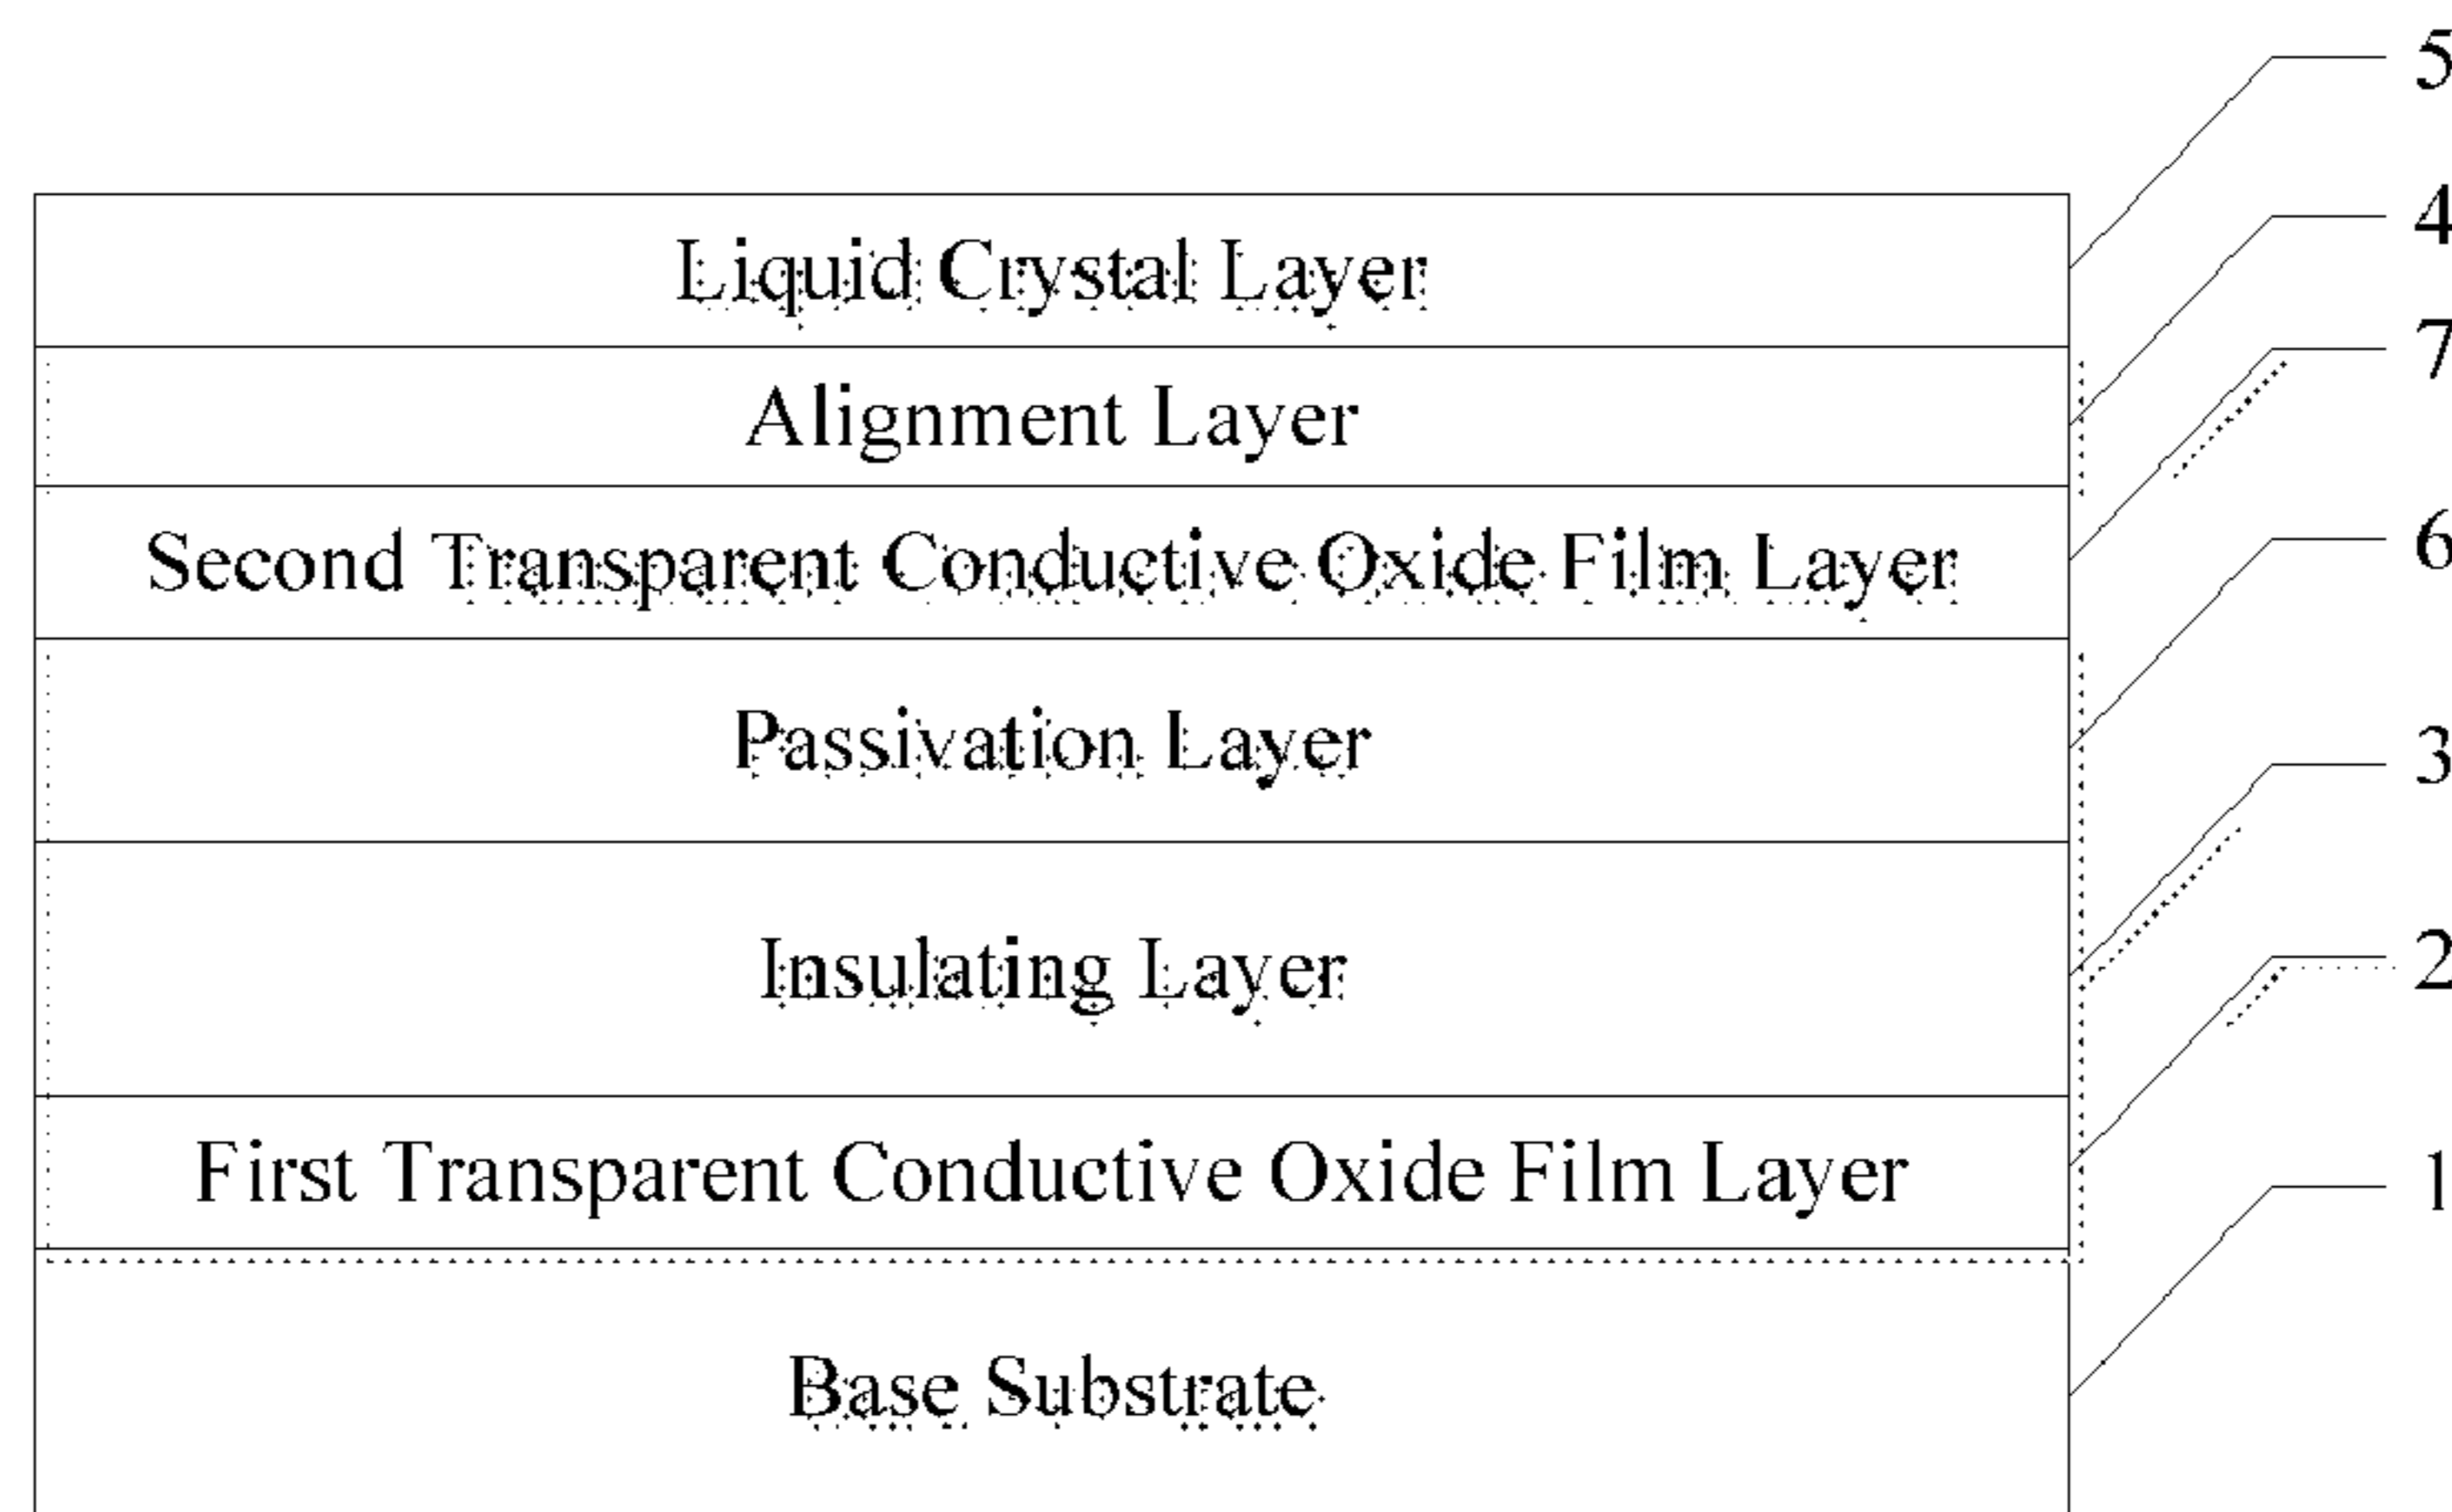 5
Liquid Crystal Layer
4
Alignment Layer
7
Second Transparent Conductive Oxide Film Layer
6
Passivation Layer
3
Insulating Layer
2
First Transparent Conductive Oxide Film Layer
1
Base Substrate